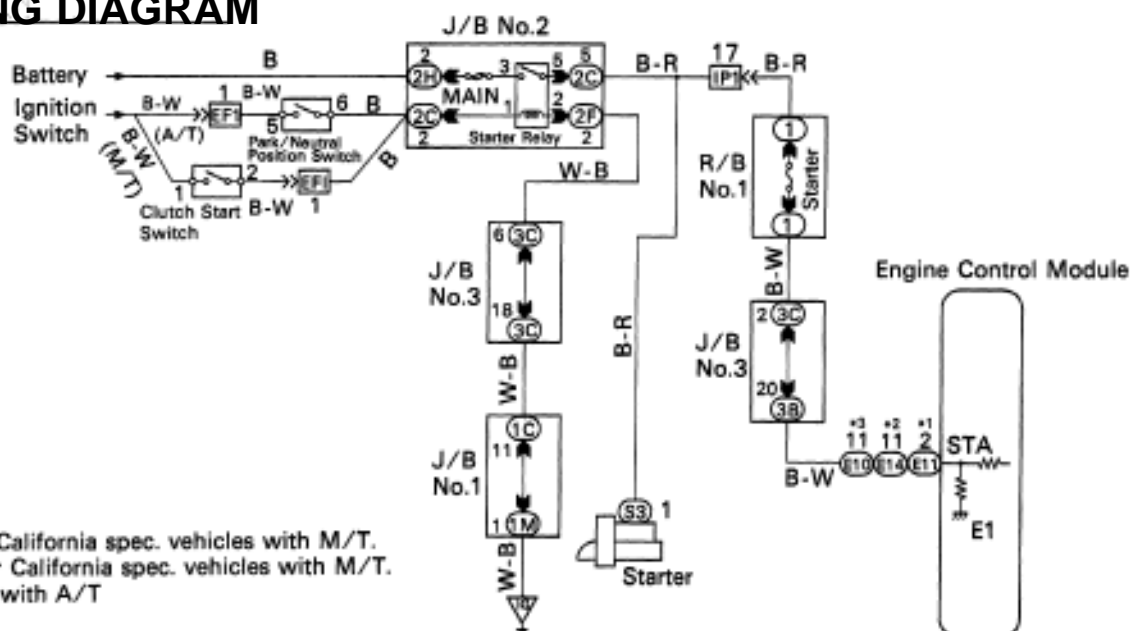 NG DIAGRAM
J/B No.2
Battery
B
2
2H
MAIN
3
5
5
2C
B-R
17
IP1
B-R
Ignition
Switch
B-W
(A/T)
1
EF1
B-W
5
6
B
Park/Neutral
Position Switch
2C
2
1
2
2F
2
Starter Relay
B-W
(M/T)
1
2
B-W
EF1
1
B
Clutch Start
Switch
W-B
1
R/B
No.1
Starter
1
6
3C
J/B
No.3
18
3C
B-R
B-W
Engine Control Module
2
3C
J/B
No.3
20
3B
W-B
1C
11
J/B
No.1
1
1M
*3
*2
*1
11
11
2
B-W
E10
E14
E11
STA
E1
S3
1
Starter
W-B
California spec. vehicles with M/T.
California spec. vehicles with M/T.
with A/T